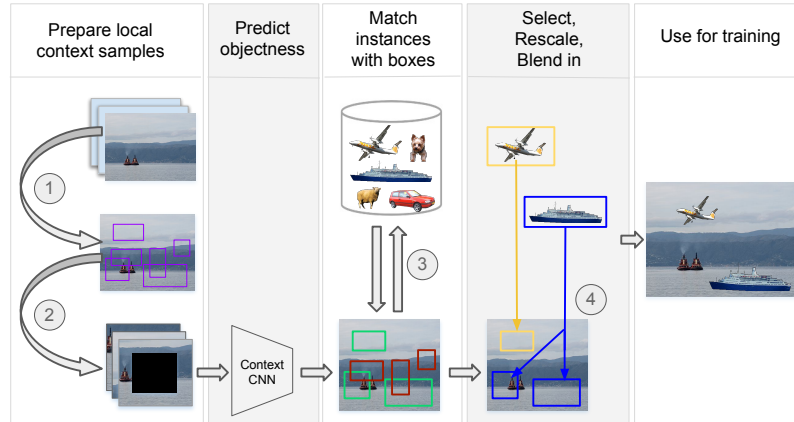 Prepare local
context samples
Predict
objectness
Match
instances
with boxes
Select,
Rescale,
Blend in
Use for training
1
2
3
4
Context
CNN